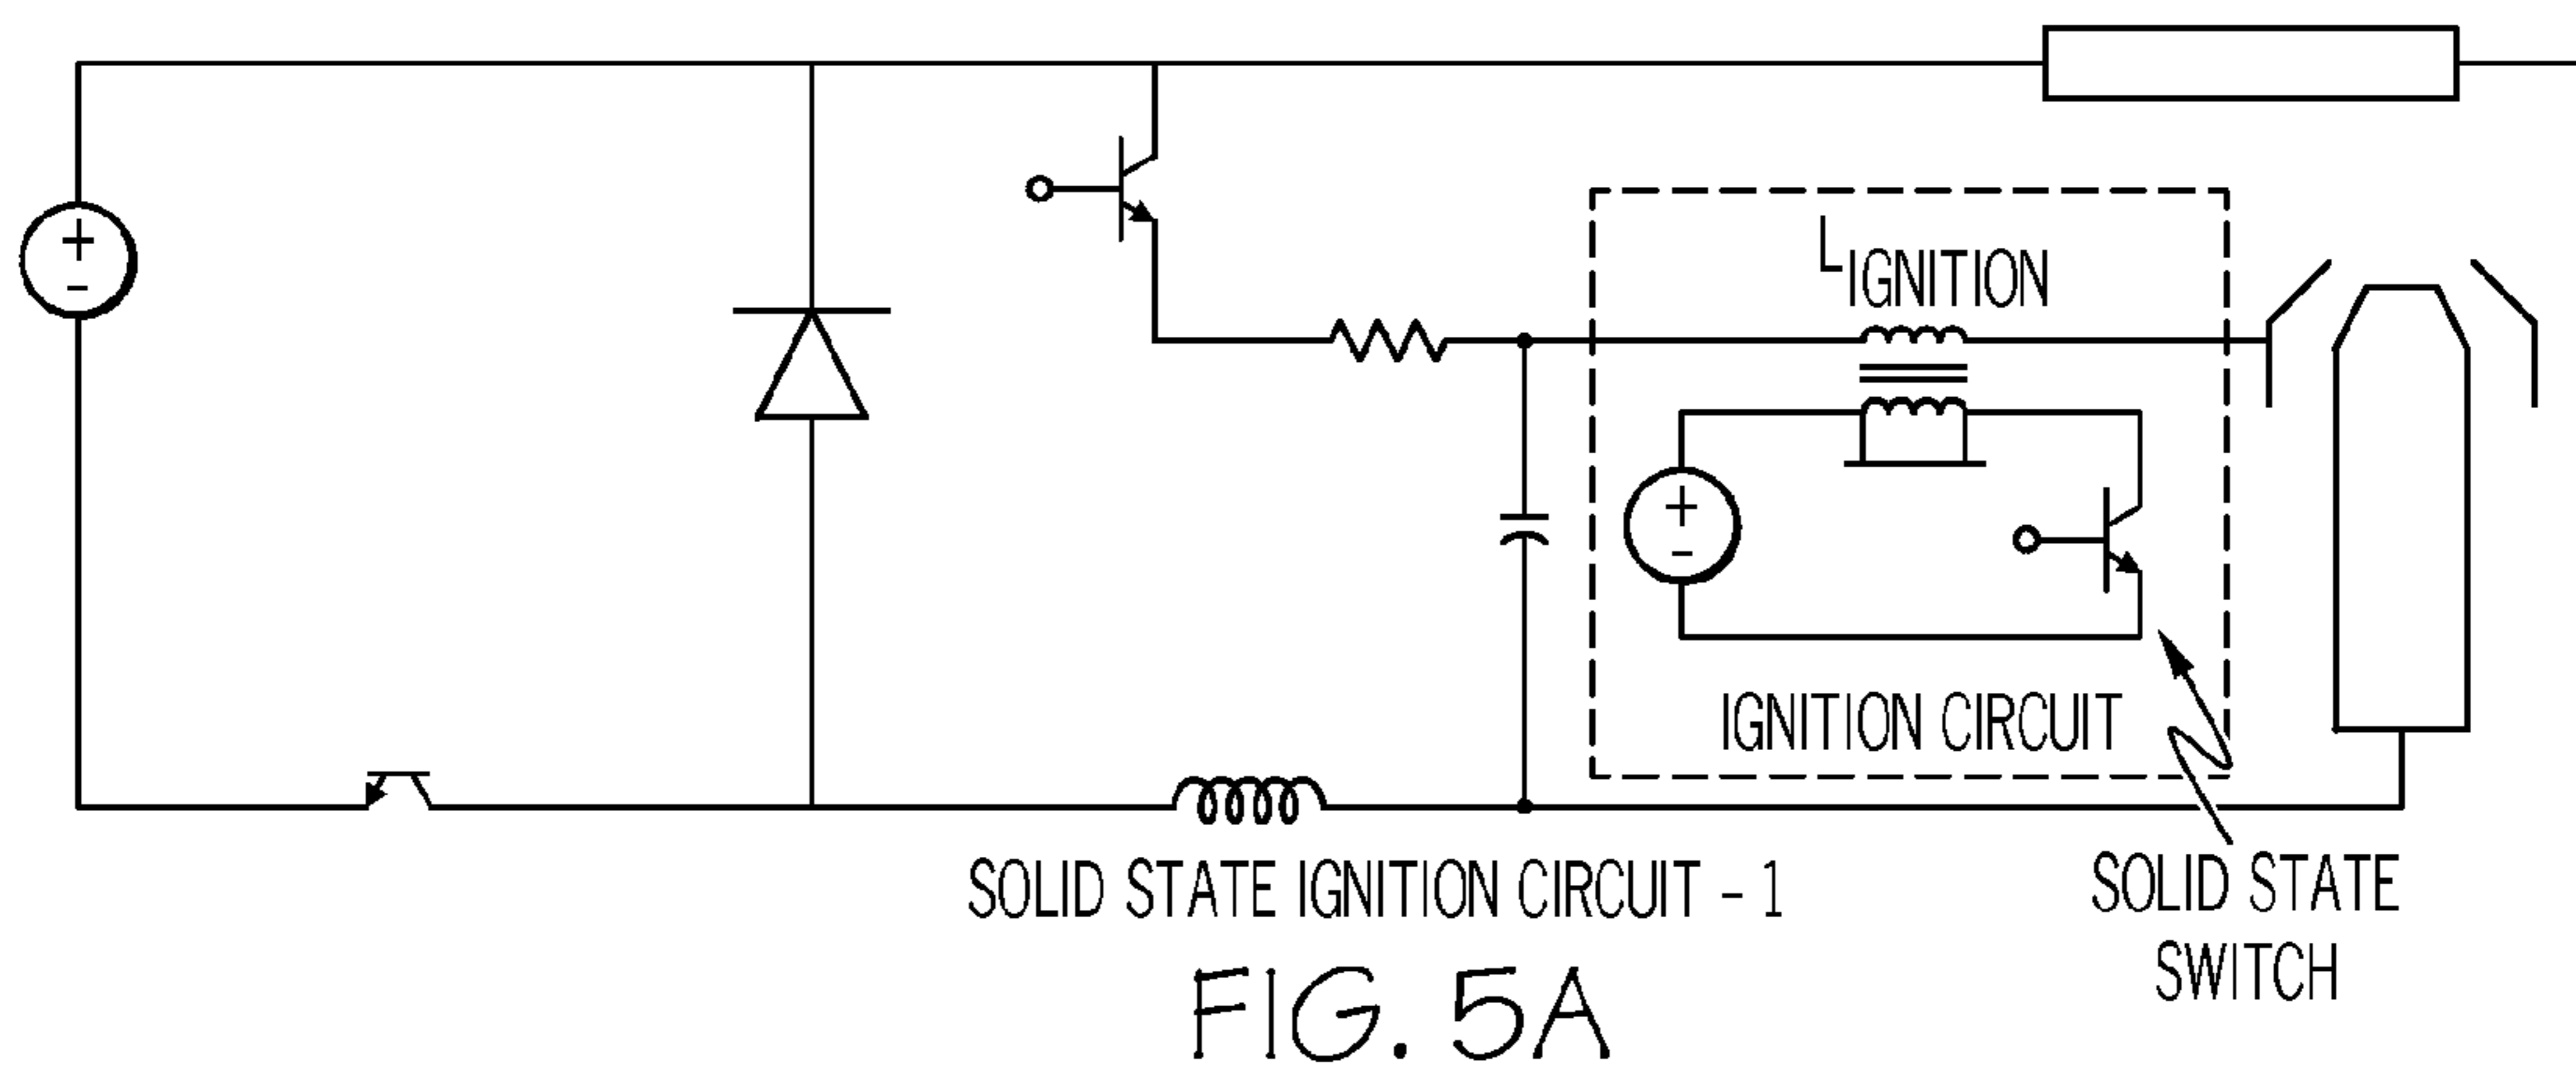 +
-
L IGNITION
+
-
IGNITION CIRCUIT
SOLID STATE IGNITION CIRCUIT - 1
SOLID STATE
SWITCH
FIG. 5A